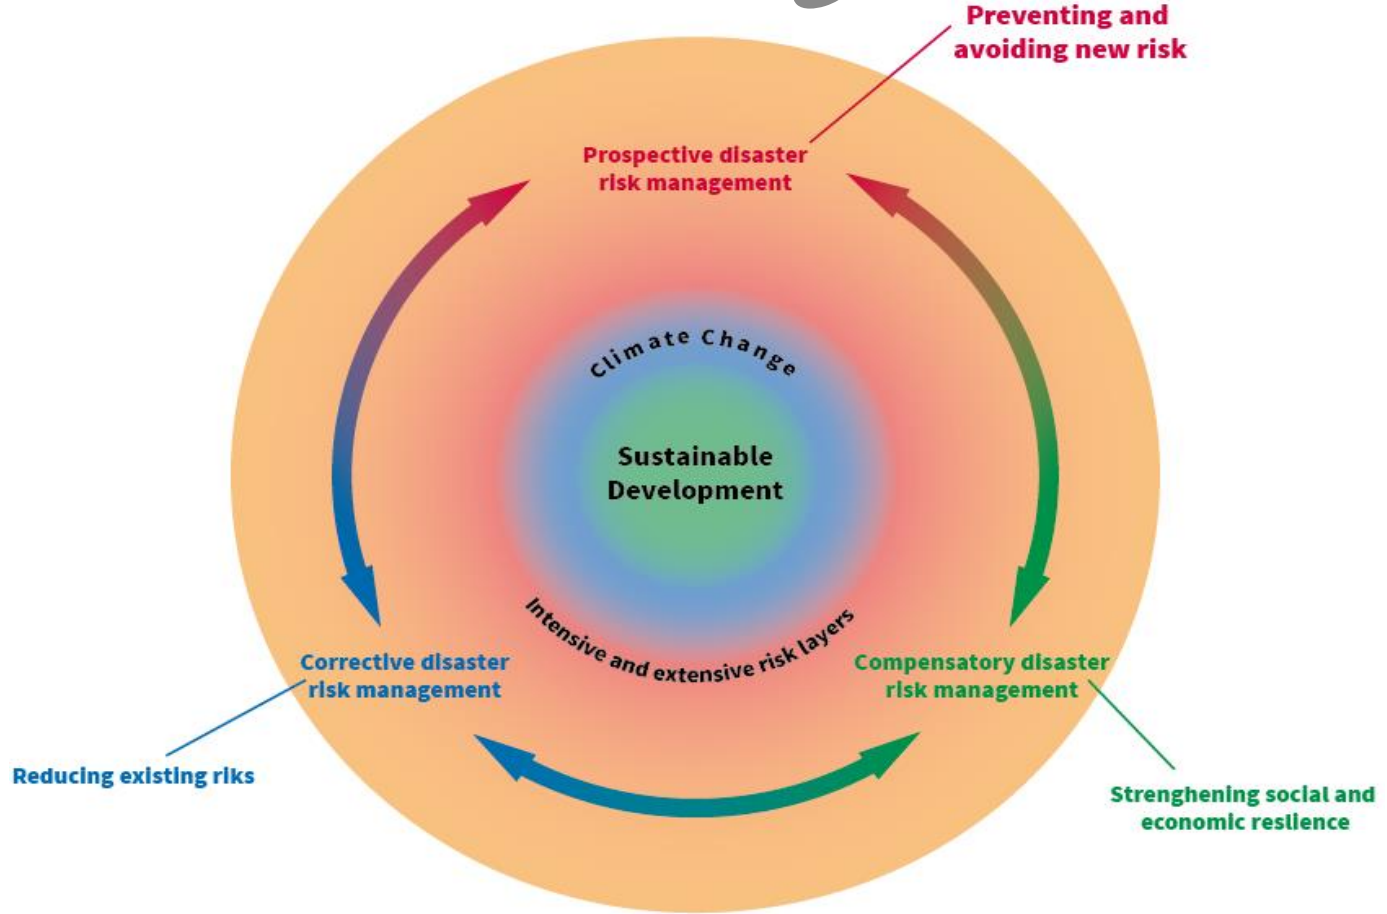 Preventing and
avoiding new risk
Prospective disaster
risk management
Climate Change
Sustainable
Development
Intensive and extensive risk layers
Corrective disaster
risk management
Compensatory disaster
risk management
Reducing existing riks
Strenghening social and
economic reslience